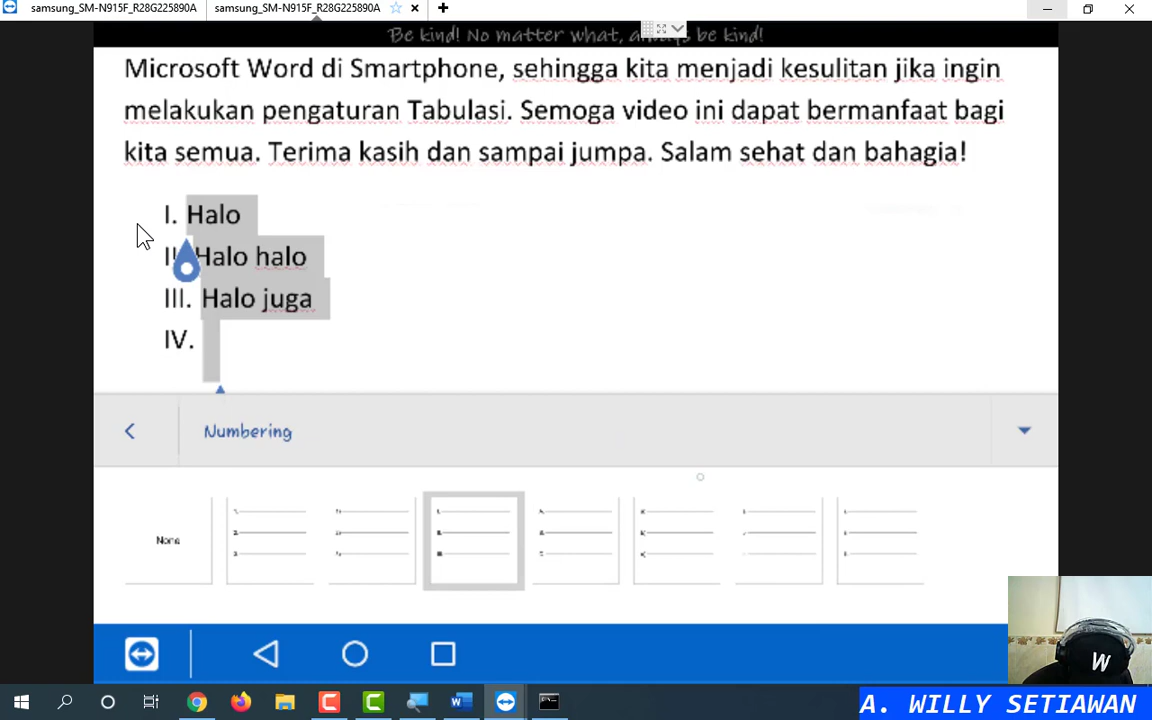 samsung_SM-N915F_R28G225890A samsung_SM-N915F_R28G225890A
Be kind! No matter what, always be kind!
Microsoft Word di Smartphone, sehingga kita menjadi kesulitan jika ingin
melakukan pengaturan Tabulasi. Semoga video ini dapat bermanfaat bagi
kita semua. Terima kasih dan sampai jumpa. Salam sehat dan bahagia!
I. Halo
Halo halo
III. Halo juga
IV.
Numbering
None
W
A. WILLY SETIAWAN